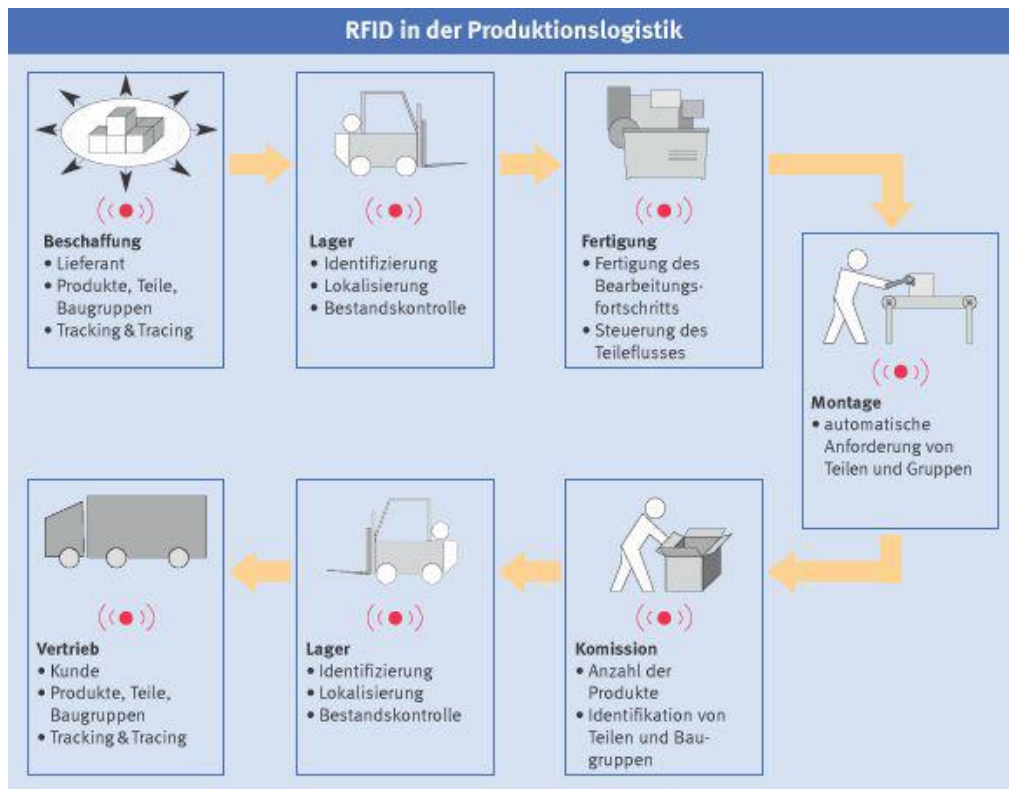 RFID in der Produktionslogistik
Beschaffung
• Lieferant
• Produkte, Teile,
Baugruppen
• Tracking & Tracing
Lager
• Identifizierung
• Lokalisierung
• Bestandskontrolle
Fertigung
• Fertigung des
Bearbeitungs-
fortschritts
• Steuerung des
Teileflusses
Montage
• automatische
Anforderung von
Teilen und Gruppen
Komission
• Anzahl der
Produkte
• Identifikation von
Teilen und Bau-
gruppen
Lager
• Identifizierung
• Lokalisierung
• Bestandskontrolle
Vertrieb
• Kunde
• Produkte, Teile,
Baugruppen
• Tracking & Tracing